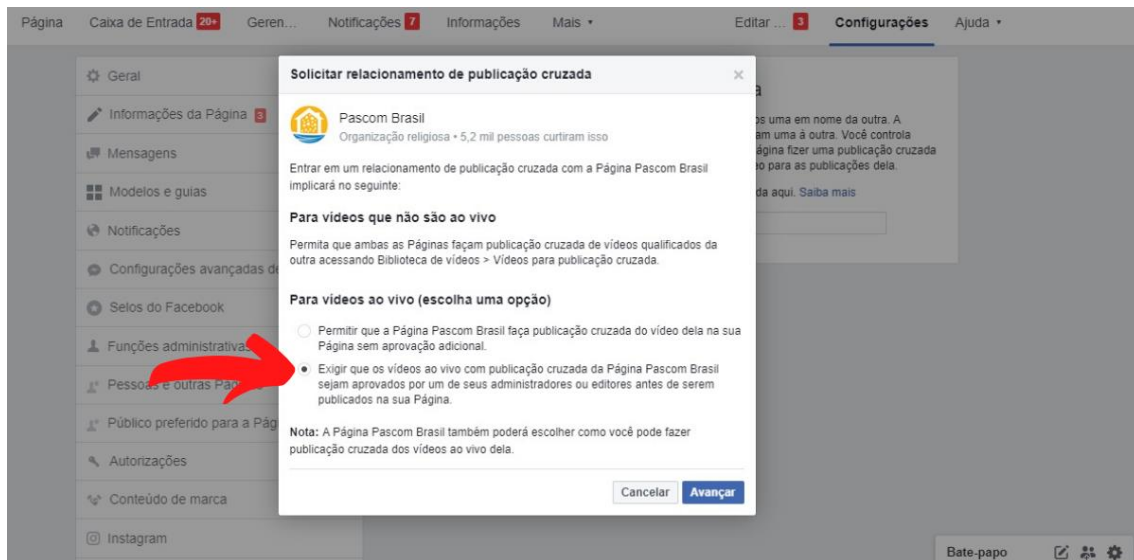 Página Caixa de Entrada 20+ Geren... Notificações 7 Informações Mais Editar ... 3 Configurações Ajuda
Geral
Informações da Página 3
Mensagens
Modelos e guias
Notificações
Configurações avançadas de
Selos do Facebook
Funções administrativas
Pessoas e outras
Público preferido para a Pág
Autorizações
Conteúdo de marca
Instagram
Solicitar relacionamento de publicação cruzada
Pascom Brasil
Organização religiosa • 5,2 mil pessoas curtiram isso
Entrar em um relacionamento de publicação cruzada com a Página Pascom Brasil
implicará no seguinte:
Para vídeos que não são ao vivo
Permita que ambas as Páginas façam publicação cruzada de vídeos qualificados da
outra acessando Biblioteca de vídeos > Vídeos para publicação cruzada.
Para vídeos ao vivo (escolha uma opção)
Permitir que a Página Pascom Brasil faça publicação cruzada do vídeo dela na sua
Página sem aprovação adicional.
Exigir que os vídeos ao vivo com publicação cruzada da Página Pascom Brasil
sejam aprovados por um de seus administradores ou editores antes de serem
publicados na sua Página.
Nota: A Página Pascom Brasil também poderá escolher como você pode fazer
publicação cruzada dos vídeos ao vivo dela.
Cancelar Avançar
a
os uma em nome da outra. A
am uma à outra. Você controla
ágina fizer uma publicação cruzada
eo para as publicações dela.
da aqui. Saiba mais
Bate-papo